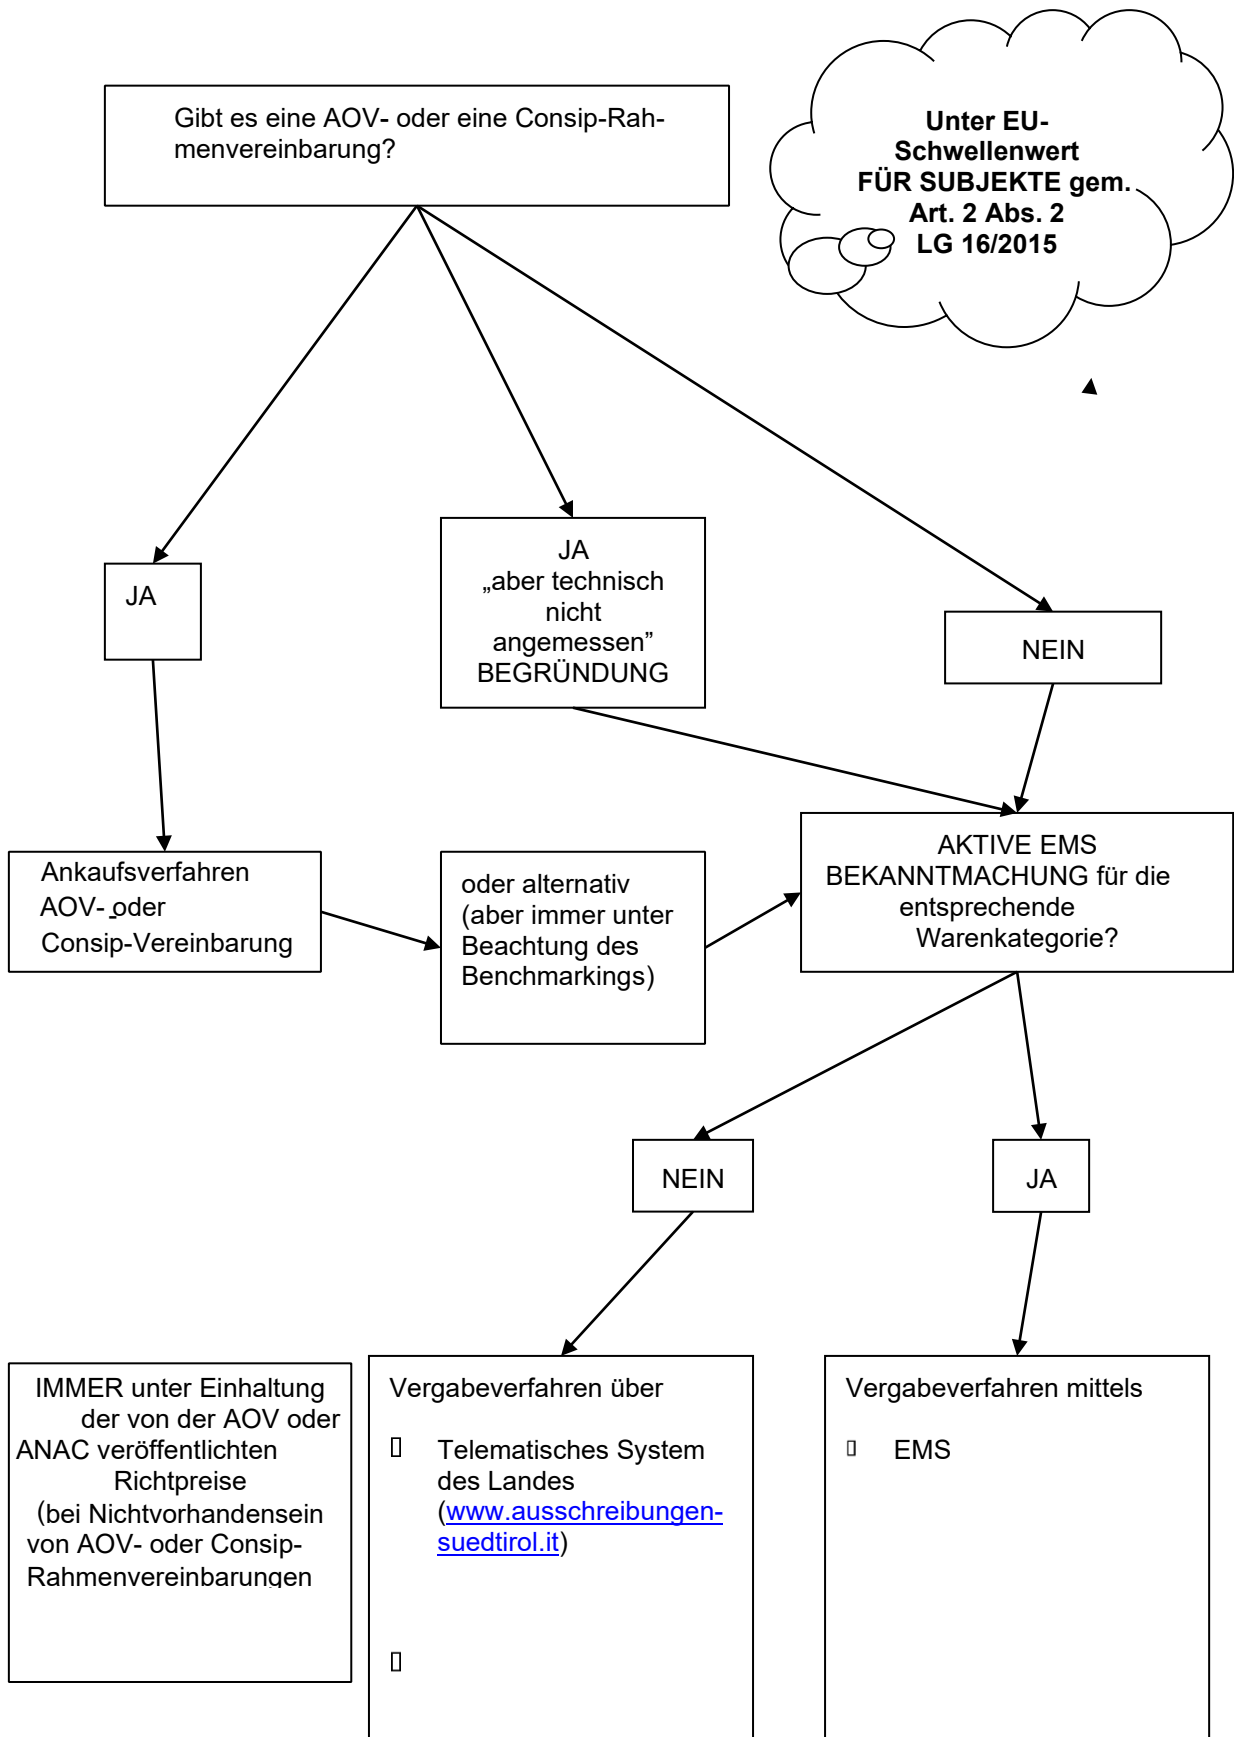 Gibt es eine AOV- oder eine Consip-Rah-
menvereinbarung?
Unter EU-
Schwellenwert
FÜR SUBJEKTE gem.
Art. 2 Abs. 2
LG 16/2015
JA
JA
„aber technisch
nicht
angemessen”
BEGRÜNDUNG
NEIN
Ankaufsverfahren
AOV- oder
Consip-Vereinbarung
oder alternativ
(aber immer unter
Beachtung des
Benchmarkings)
AKTIVE EMS
BEKANNTMACHUNG für die
entsprechende
Warenkategorie?
NEIN
JA
IMMER unter Einhaltung
der von der AOV oder
ANAC veröffentlichten
Richtpreise
(bei Nichtvorhandensein
von AOV- oder Consip-
Rahmenvereinbarungen
Vergabeverfahren über
Telematisches System
des Landes
(www.ausschreibungen-
suedtirol.it)
Vergabeverfahren mittels
EMS